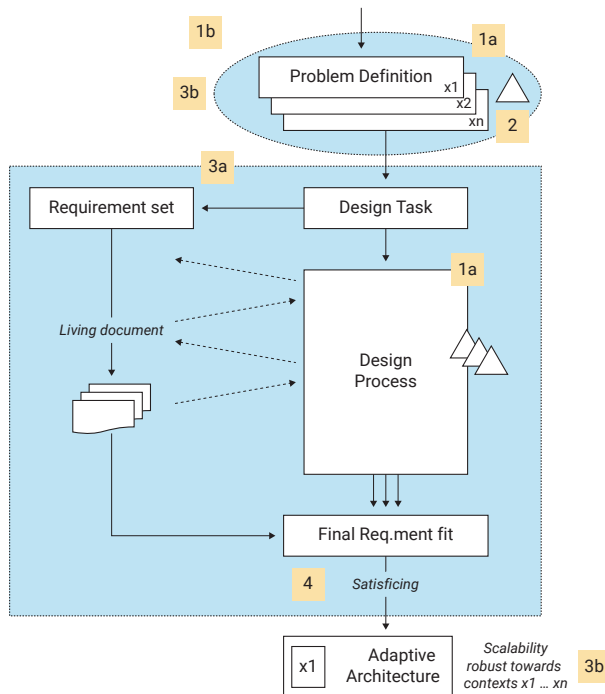 1b
1a
Problem Definition
3b
x1
x2
xn
2
3a
Requirement set
Design Task
1a
Living document
Design
Process
Final Req.ment fit
4
Satisficing
x1
Adaptive
Architecture
Scalability
robust towards
contexts x1 ... xn
3b